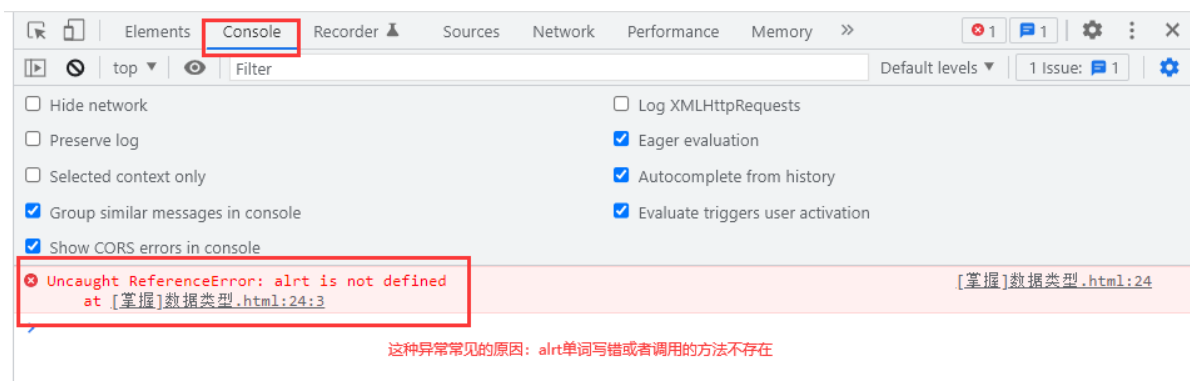 Elements Console Recorder Sources Network Performance Memory » 1 1
top ▼ Filter Default levels ▼ 1 Issue: 1
Hide network Log XMLHttpRequests
Preserve log Eager evaluation
Selected context only Autocomplete from history
Group similar messages in console Evaluate triggers user activation
Show CORS errors in console
Uncaught ReferenceError: alrt is not defined [掌握]数据类型.html:24
at [掌握]数据类型.html:24:3
这种异常常见的原因：alrt单词写错或者调用的方法不存在